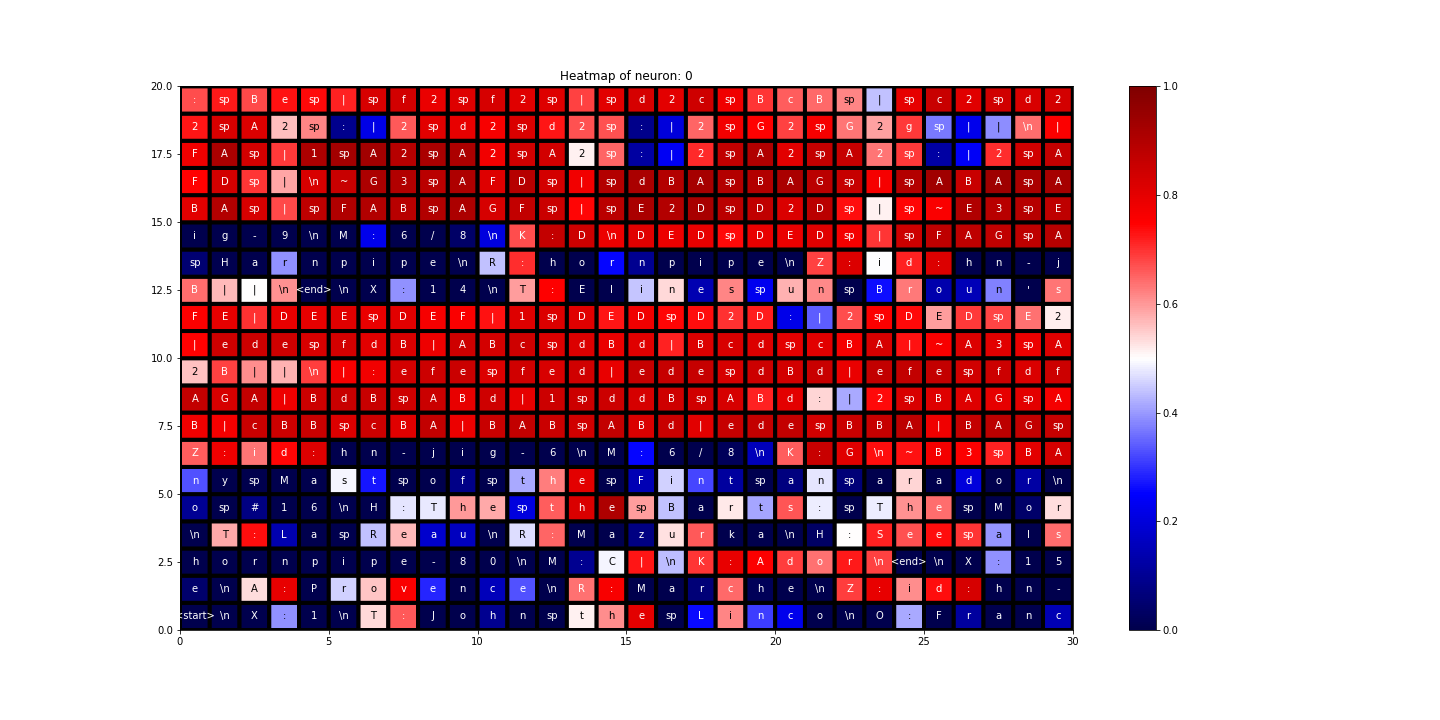 Heatmap of neuron: 0
20.0 : sp B e sp | sp f 2 sp f 2 sp | sp d 2 c sp B c B sp | sp c 2 sp d 2 1.0
2 sp A 2 sp : | 2 sp d 2 sp d 2 sp : | 2 sp G 2 sp G 2 g sp | | \n |
17.5 F A sp | 1 sp A 2 sp A 2 sp A 2 sp : | 2 sp A 2 sp A 2 sp : | 2 sp A
F D sp | \n ~ G 3 sp A F D sp | sp d B A sp B A G sp | sp A B A sp A 0.8
15.0 B A sp | sp F A B sp A G F sp | sp E 2 D sp D 2 D sp | sp ~ E 3 sp E
i g - 9 \n M : 6 / 8 \n K : D \n D E D sp D E D sp | sp F A G sp A
sp H a r n p i p e \n R : h o r n p i p e \n Z : i d : h n - j 0.6
12.5 B | | \n <end> \n X : 1 4 \n T : E l i n e s sp u n sp B r o u n ' s
F E | D E E sp D E F | 1 sp D E D sp D 2 D : | 2 sp D E D sp E 2
10.0 | e d e sp f d B | A B c sp d B d | B c d sp c B A | ~ A 3 sp A
2 B | | \n | : e f e sp f e d | e d e sp d B d | e f e sp f d f 0.4
A G A | B d B sp A B d | 1 sp d d B sp A B d : | 2 sp B A G sp A
7.5 B | c B B sp c B A | B A B sp A B d | e d e sp B B A | B A G sp
Z : i d : h n - j i g - 6 \n M : 6 / 8 \n K : G \n ~ B 3 sp B A
5.0 n y sp M a s t sp o f sp t h e sp F i n t sp a n sp a r a d o r \n 0.2
o sp # 1 6 \n H : T h e sp t h e sp B a r t s : sp T h e sp M o r
\n T : L a sp R e a u \n R : M a z u r k a \n H : S e e sp a l s
2.5 h o r n p i p e - 8 0 \n M : C | \n K : A d o r \n <end> \n X : 1 5
e \n A : P r o v e n c e \n R : M a r c h e \n Z : i d : h n -
0.0 <start> \n X : 1 \n T : J o h n sp t h e sp L i n c o \n O : F r a n c 0.0
0 5 10 15 20 25 30